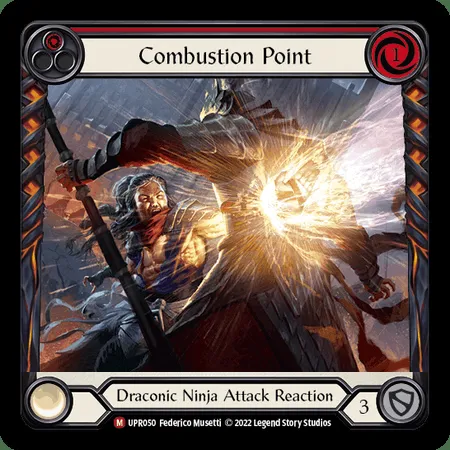 Combustion Point
1
Draconic Ninja Attack Reaction
3
M UPR050 Federico Musetti © 2022 Legend Story Studios